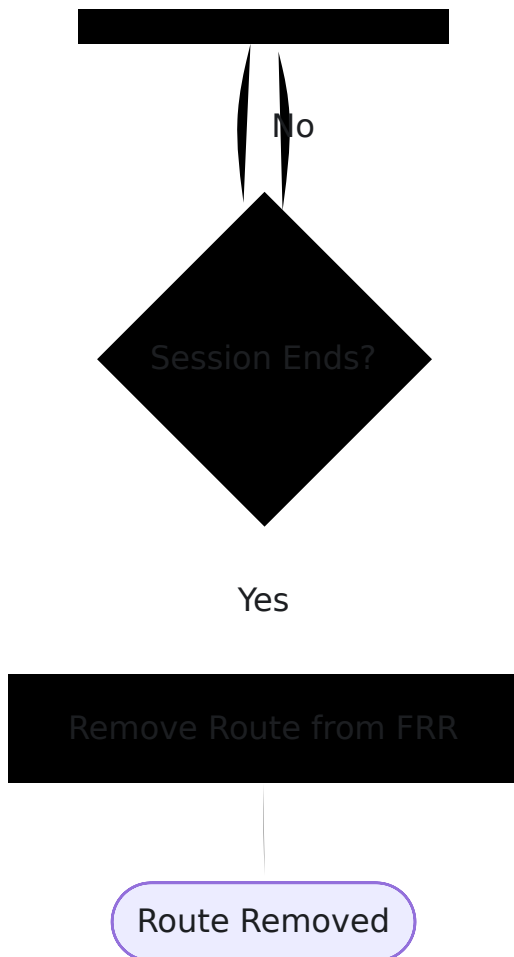 No
Session Ends?
Yes
Remove Route from FRR
Route Removed